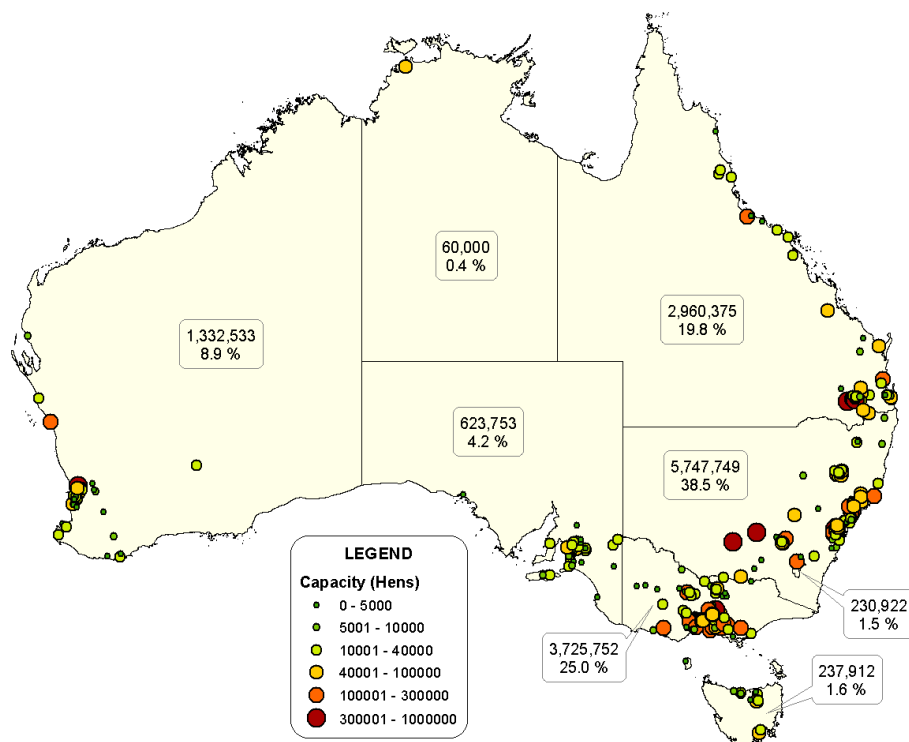 60,000
0.4 %
2,960,375
19.8 %
1,332,533
8.9 %
623,753
4.2 %
5,747,749
38.5 %
LEGEND
Capacity (Hens)
0 - 5000
5001 - 10000
10001 - 40000
40001 - 100000
100001 - 300000
300001 - 1000000
230,922
1.5 %
3,725,752
25.0 %
237,912
1.6 %